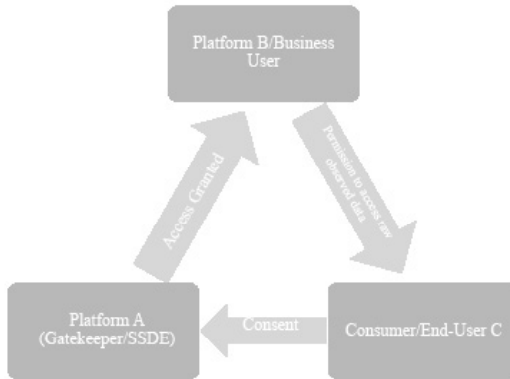 Platform B/Business
User
Access Granted
Permission to access raw
observed data
Platform A
(Gatekeeper/SSDE)
Consent
Consumer/End-User C